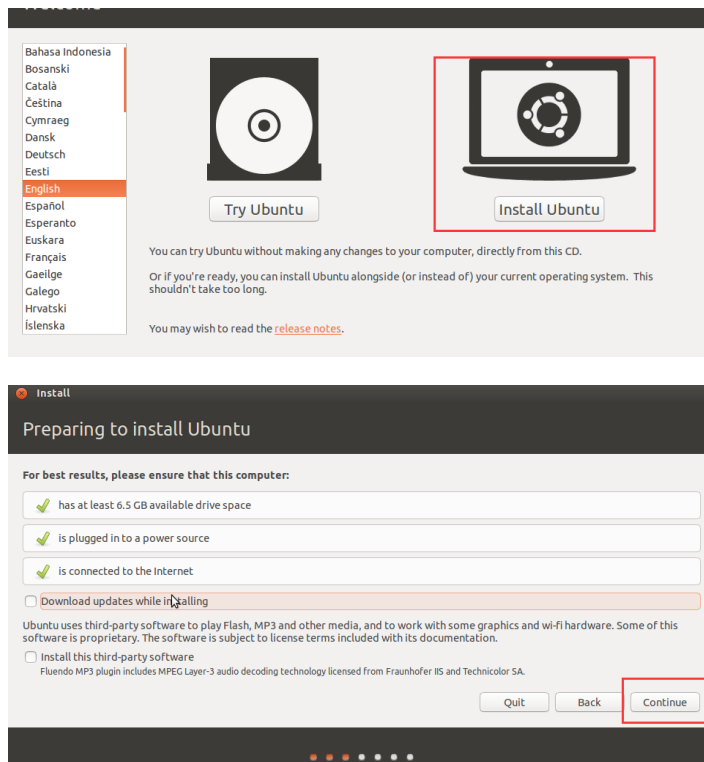 Bahasa Indonesia
Bosanski
Català
Čeština
Cymraeg
Dansk
Deutsch
Eesti
English
Español
Esperanto
Euskara
Français
Gaeilge
Galego
Hrvatski
Íslenska
Try Ubuntu
Install Ubuntu
You can try Ubuntu without making any changes to your computer, directly from this CD.
Or if you're ready, you can install Ubuntu alongside (or instead of) your current operating system. This
shouldn't take too long.
You may wish to read the release notes.
Install
Preparing to install Ubuntu
For best results, please ensure that this computer:
has at least 6.5 GB available drive space
is plugged in to a power source
is connected to the Internet
Download updates while installing
Ubuntu uses third-party software to play Flash, MP3 and other media, and to work with some graphics and wi-fi hardware. Some of this
software is proprietary. The software is subject to license terms included with its documentation.
Install this third-party software
Fluendo MP3 plugin includes MPEG Layer-3 audio decoding technology licensed from Fraunhofer IIS and Technicolor SA.
Quit
Back
Continue